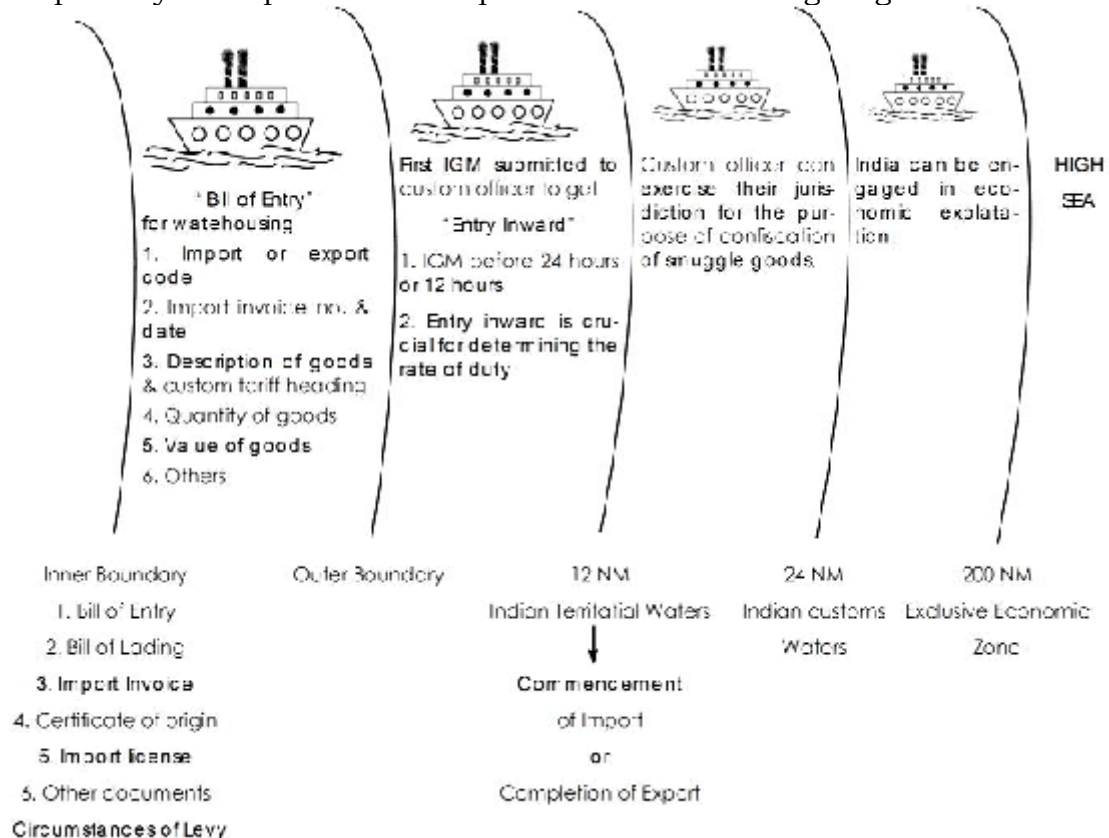 "Bill of Entry"
for watehousing
1. Import or export
code
2. Import invoice no. &
date
3. Description of goods
& custom tariff heading
4. Quantity of goods
5. Value of goods
6. Others
First IGM submitted to
custom officer to get
"Entry Inward"
1. IGM before 24 hours
or 12 hours
2. Entry inward is cru-
cial for determining the
rate of duty
Custom officer can
exercise their juris-
diction for the pur-
pose of confiscation
of smuggle goods.
India can be en-
gaged in eco-
nomic explata-
tion.
HIGH
SEA
Inner Boundary
1. Bill of Entry
2. Bill of Lading
3. Import Invoice
4. Certificate of origin
5. Import license
6. Other documents
Circumstances of Levy
Outer Boundary
12 NM
Indian Territatial Waters
Commencement
of Import
or
Completion of Export
24 NM
Indian customs
Waters
200 NM
Exclusive Economic
Zone